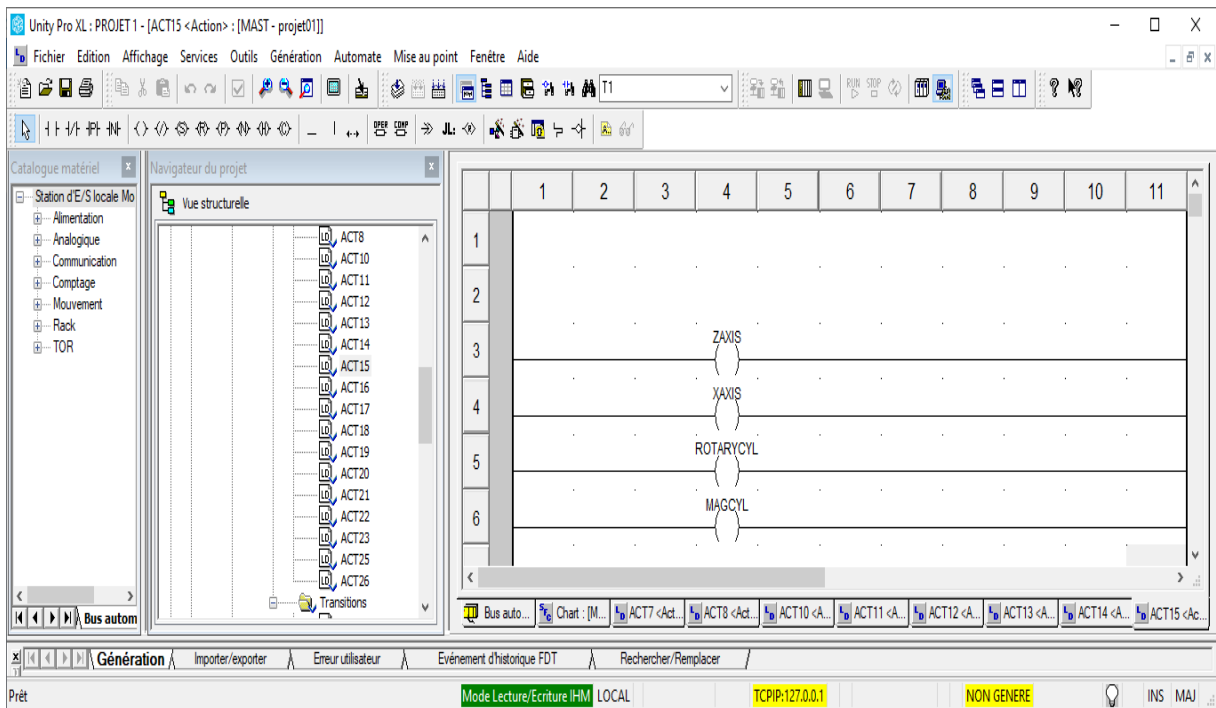 Unity Pro XL : PROJET 1 - [ACT15 <Action> : [MAST - projet01]]
Fichier Edition Affichage Services Outils Génération Automate Mise au point Fenêtre Aide
T1
RUN STOP
OPER COMP JL:
Catalogue matériel
Station d'E/S locale Mo
Alimentation
Analogique
Communication
Comptage
Mouvement
Rack
TOR
Bus autom
Navigateur du projet
Vue structurelle
ACT8
ACT10
ACT11
ACT12
ACT13
ACT14
ACT15
ACT16
ACT17
ACT18
ACT19
ACT20
ACT21
ACT22
ACT23
ACT25
ACT26
Transitions
1 2 3 4 5 6 7 8 9 10 11
1
2
3
ZAXIS
4
XAXIS
5
ROTARYCYL
6
MAGCYL
Bus auto... Chart : [M... ACT7 <Act... ACT8 <Act... ACT10 <A... ACT11 <A... ACT12 <A... ACT13 <A... ACT14 <A... ACT15 <Ac...
Génération Importer/exporter Erreur utilisateur Evénement d'historique FDT Rechercher/Remplacer
Prêt Mode Lecture/Ecriture IHM LOCAL TCPIP:127.0.0.1 NON GENERE INS MAJ